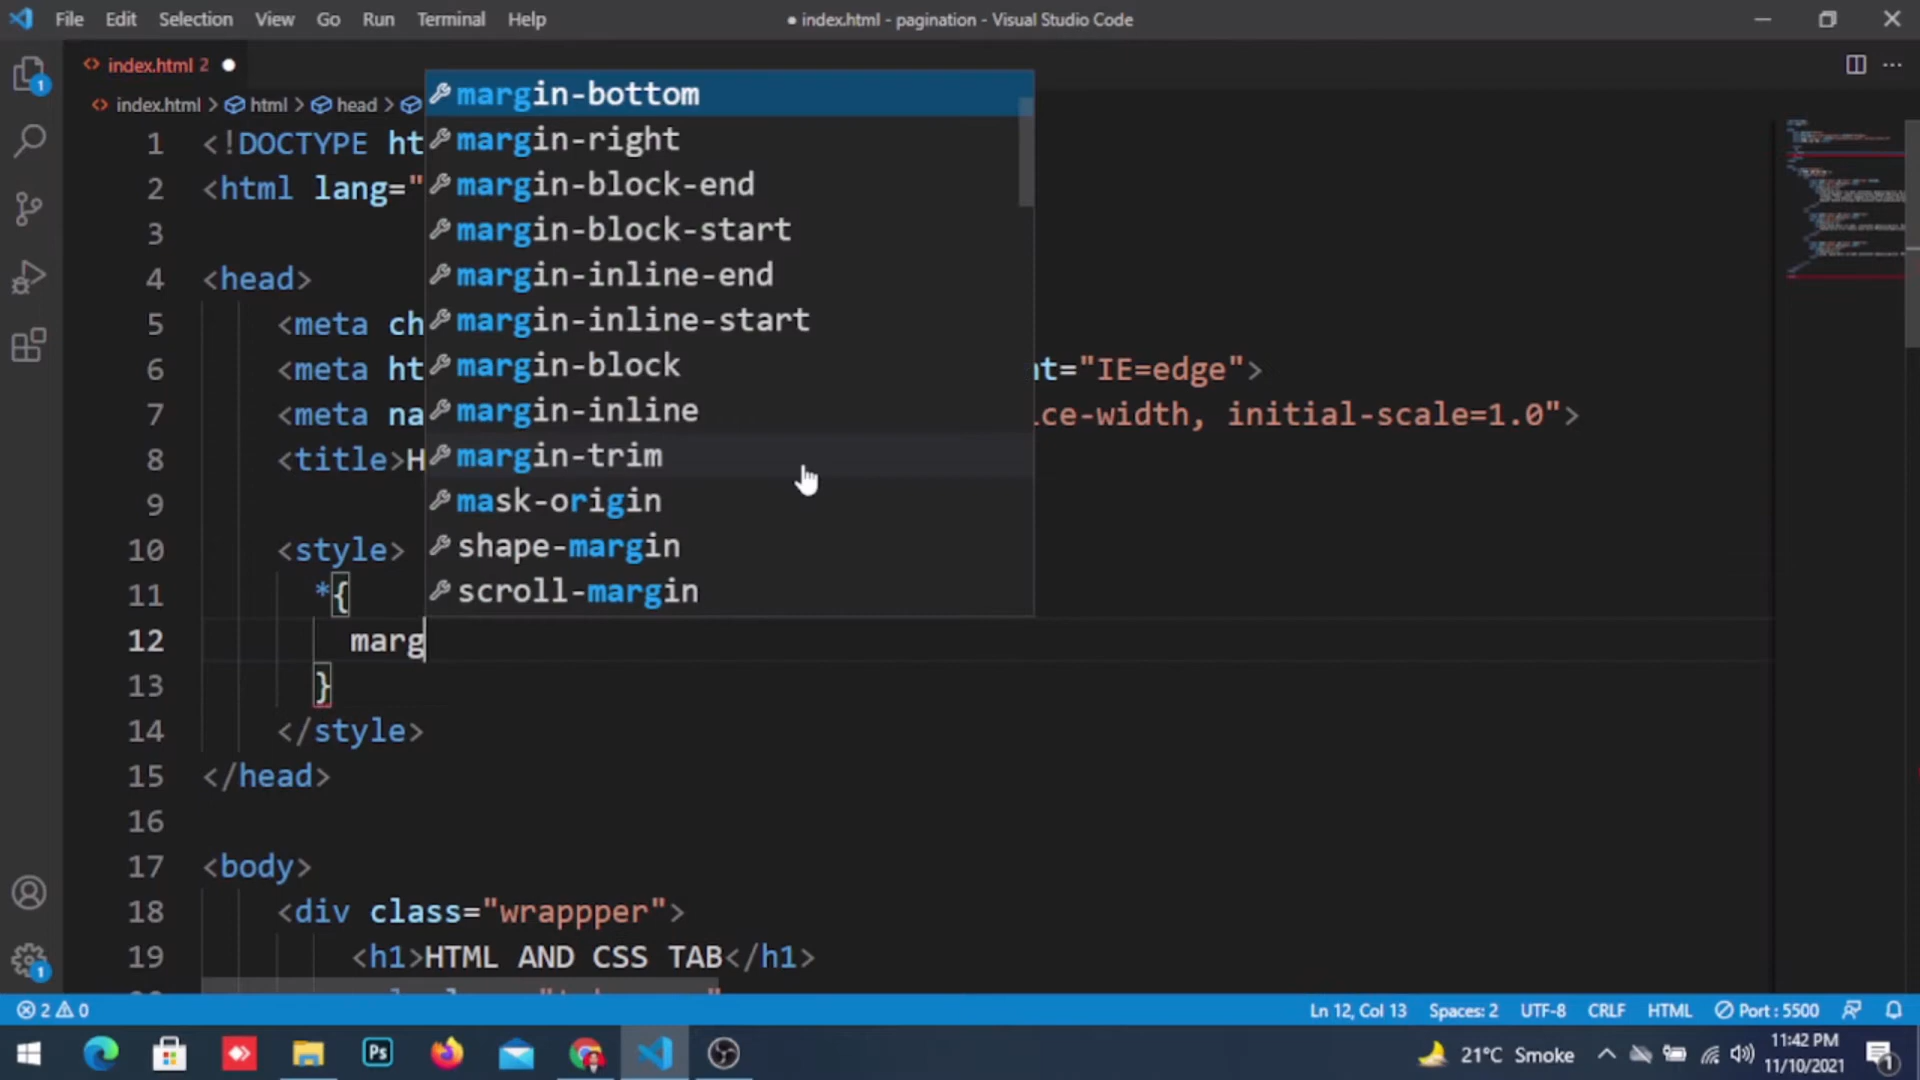 File Edit Selection View Go Run Terminal Help
● index.html - pagination - Visual Studio Code
1
<> index.html 2 ●
<> index.html > html > head >
1 <!DOCTYPE ht
2 <html lang="
3
4 <head>
5 <meta ch
6 <meta ht nt="IE=edge">
7 <meta na ice-width, initial-scale=1.0">
8 <title>H
9
10 <style>
11 *{
12 marg
13 }
14 </style>
15 </head>
16
17 <body>
18 <div class="wrappper">
19 <h1>HTML AND CSS TAB</h1>
margin-bottom
margin-right
margin-block-end
margin-block-start
margin-inline-end
margin-inline-start
margin-block
margin-inline
margin-trim
mask-origin
shape-margin
scroll-margin
1
2 0
Ln 12, Col 13 Spaces: 2 UTF-8 CRLF HTML Port : 5500
Ps
21°C Smoke
11:42 PM
11/10/2021
1